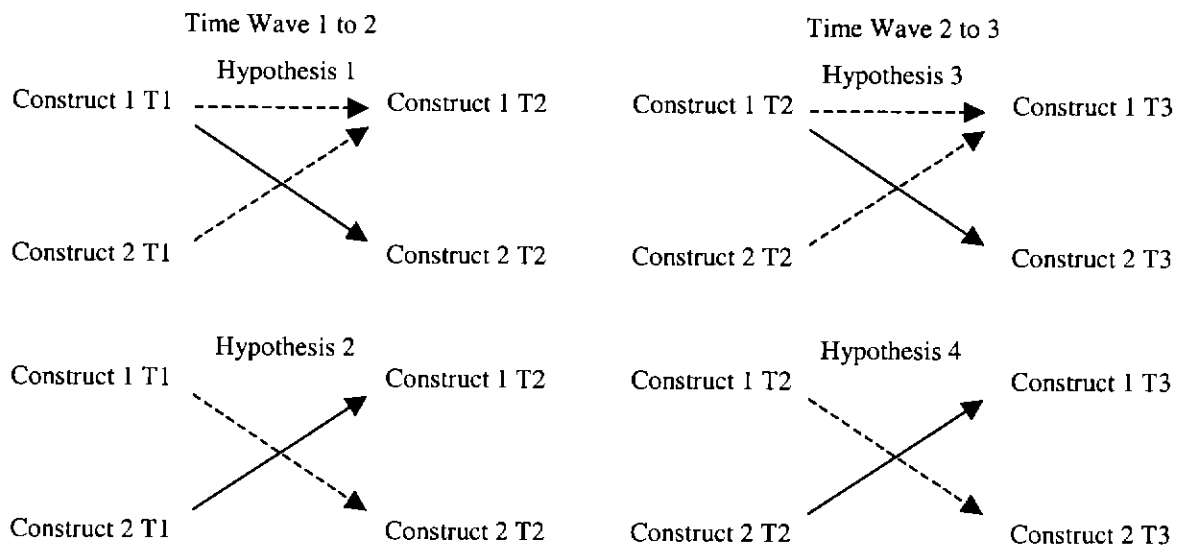 Time Wave 1 to 2
Time Wave 2 to 3
Hypothesis 1
Construct 1 T1
Construct 1 T2
Construct 2 T1
Construct 2 T2
Hypothesis 3
Construct 1 T2
Construct 1 T3
Construct 2 T2
Construct 2 T3
Hypothesis 2
Construct 1 T1
Construct 1 T2
Construct 2 T1
Construct 2 T2
Hypothesis 4
Construct 1 T2
Construct 1 T3
Construct 2 T2
Construct 2 T3